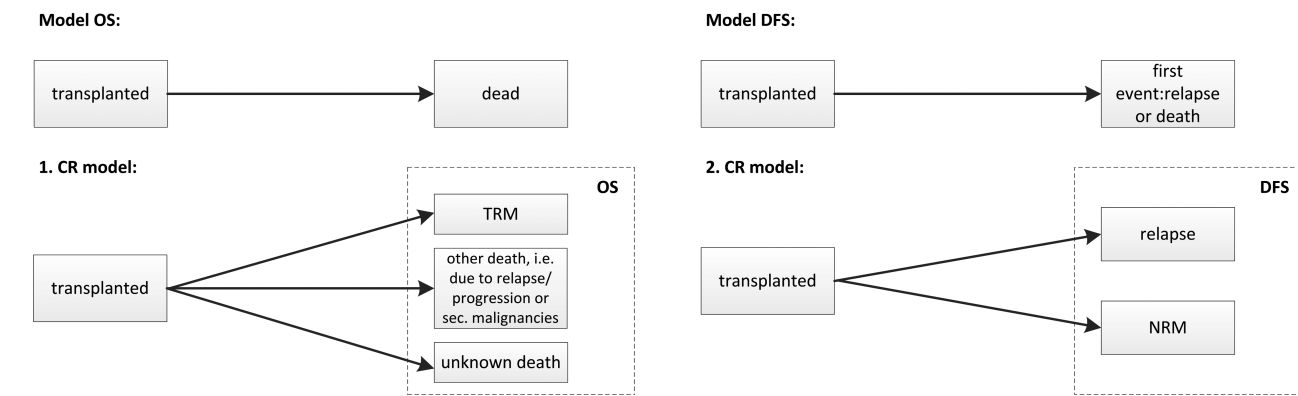 Model OS:
transplanted
dead
Model DFS:
transplanted
first
event:relapse
or death
1. CR model:
OS
transplanted
TRM
other death, i.e.
due to relapse/
progression or
sec. malignancies
unknown death
2. CR model:
DFS
transplanted
relapse
NRM